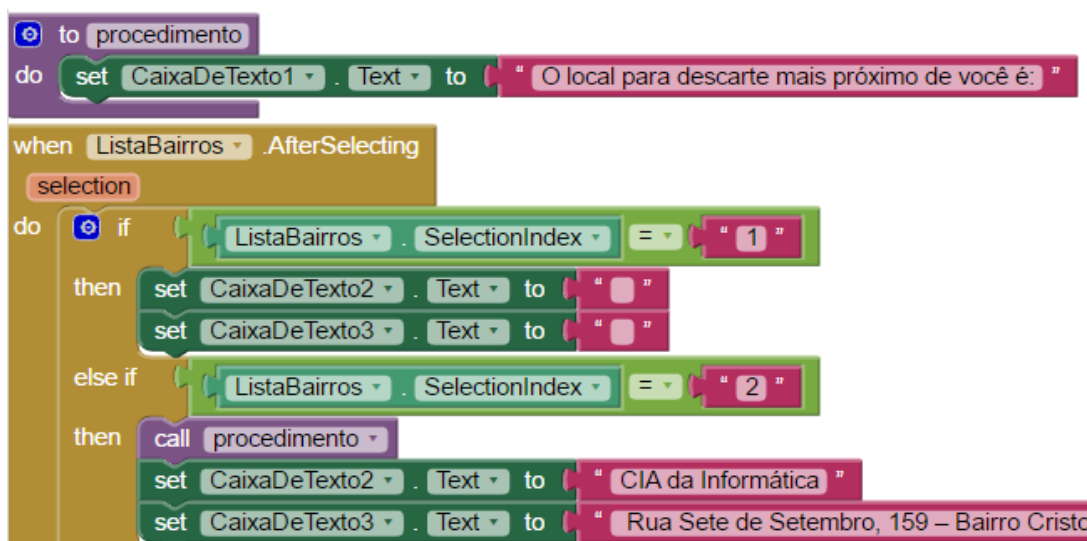 to procedimento
do set CaixaDeTexto1 . Text to " O local para descarte mais próximo de você é: "
when ListaBairros .AfterSelecting
selection
do if ListaBairros . SelectionIndex = " 1 "
then set CaixaDeTexto2 . Text to " "
set CaixaDeTexto3 . Text to " "
else if ListaBairros . SelectionIndex = " 2 "
then call procedimento
set CaixaDeTexto2 . Text to " CIA da Informática "
set CaixaDeTexto3 . Text to " Rua Sete de Setembro, 159 – Bairro Cristo